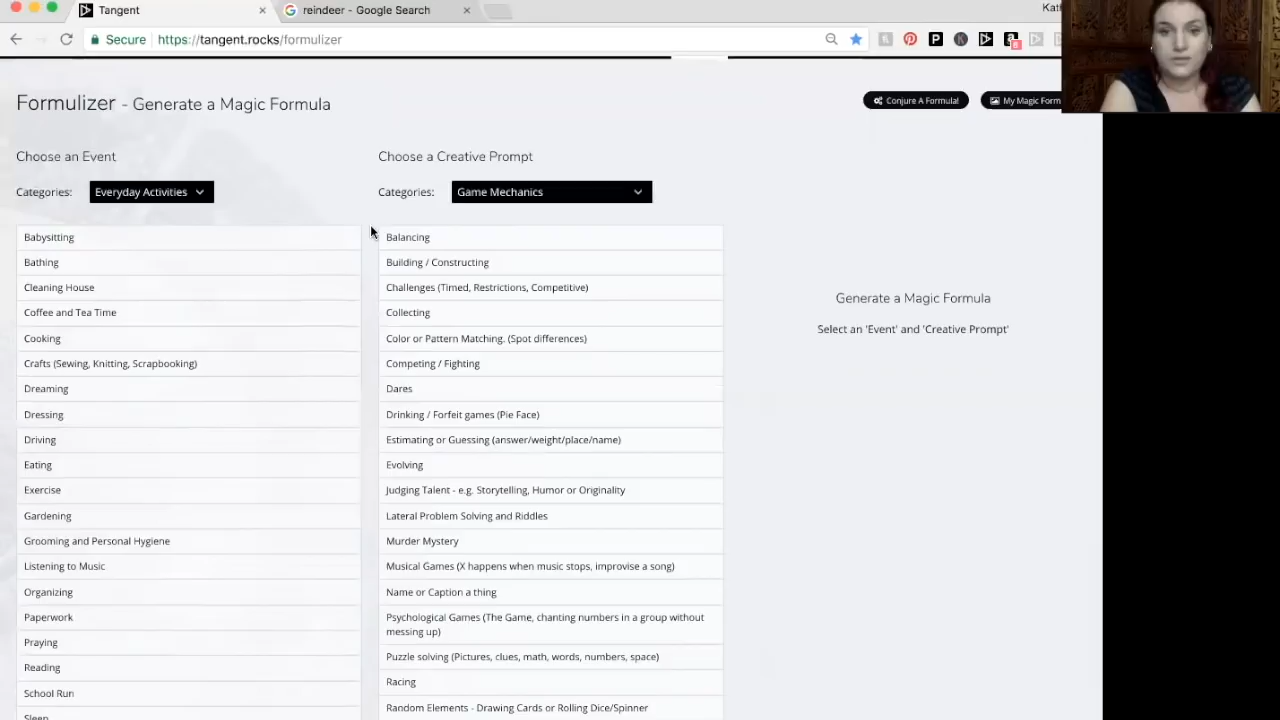 Tangent
reindeer - Google Search
Secure
https://tangent.rocks/formulizer
Formulizer - Generate a Magic Formula
Conjure A Formula!
My Magic Form
Choose an Event
Choose a Creative Prompt
Categories:
Everyday Activities
Categories:
Game Mechanics
Babysitting
Bathing
Cleaning House
Coffee and Tea Time
Cooking
Crafts (Sewing, Knitting, Scrapbooking)
Dreaming
Dressing
Driving
Eating
Exercise
Gardening
Grooming and Personal Hygiene
Listening to Music
Organizing
Paperwork
Praying
Reading
School Run
Sleep
Balancing
Building / Constructing
Challenges (Timed, Restrictions, Competitive)
Collecting
Color or Pattern Matching. (Spot differences)
Competing / Fighting
Dares
Drinking / Forfeit games (Pie Face)
Estimating or Guessing (answer/weight/place/name)
Evolving
Judging Talent - e.g. Storytelling, Humor or Originality
Lateral Problem Solving and Riddles
Murder Mystery
Musical Games (X happens when music stops, improvise a song)
Name or Caption a thing
Psychological Games (The Game, chanting numbers in a group without
messing up)
Puzzle solving (Pictures, clues, math, words, numbers, space)
Racing
Random Elements - Drawing Cards or Rolling Dice/Spinner
Generate a Magic Formula
Select an 'Event' and 'Creative Prompt'